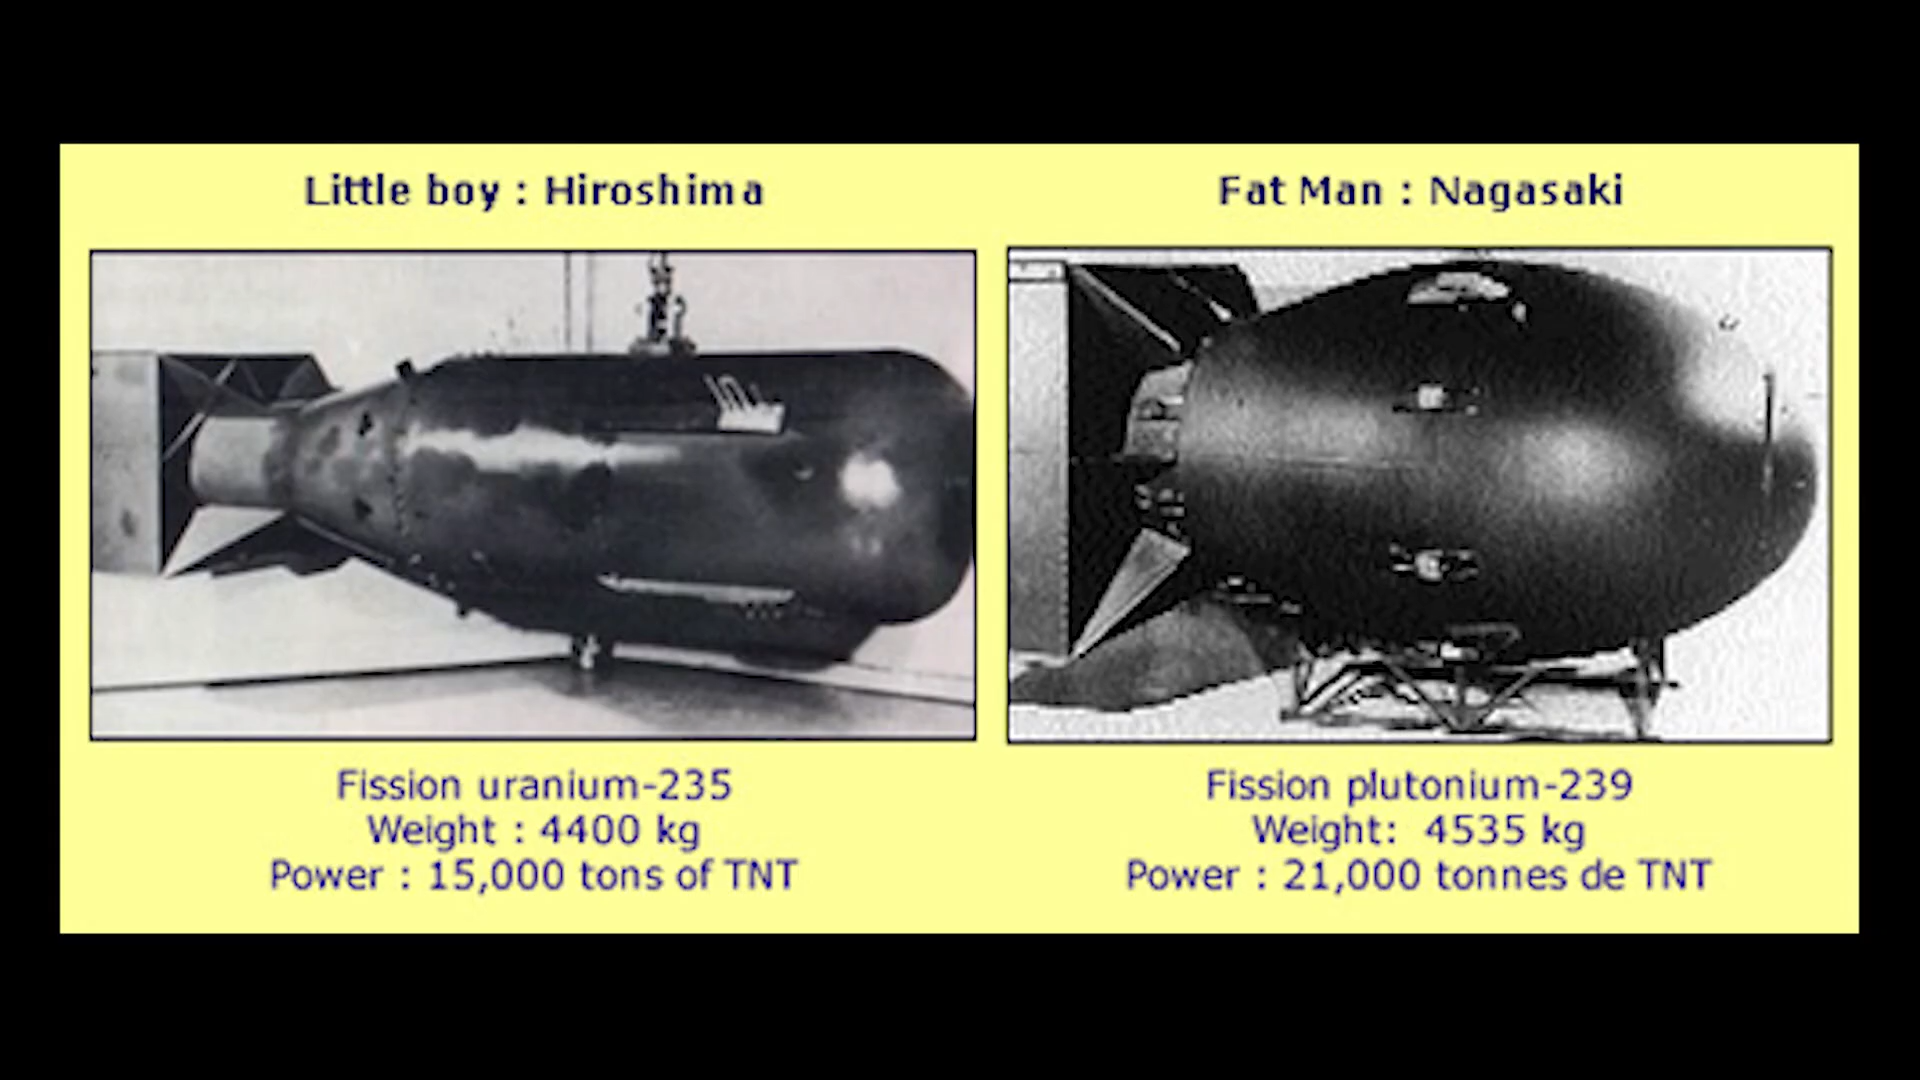 Little boy : Hiroshima
Fat Man : Nagasaki
Fission uranium-235
Weight : 4400 kg
Power : 15,000 tons of TNT
Fission plutonium-239
Weight: 4535 kg
Power : 21,000 tonnes de TNT